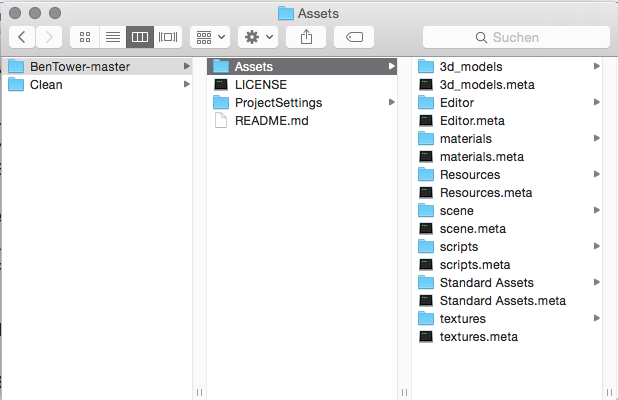 Assets
Suchen
BenTower-master
Clean
Assets
LICENSE
ProjectSettings
README.md
3d_models
3d_models.meta
Editor
Editor.meta
materials
materials.meta
Resources
Resources.meta
scene
scene.meta
scripts
scripts.meta
Standard Assets
Standard Assets.meta
textures
textures.meta